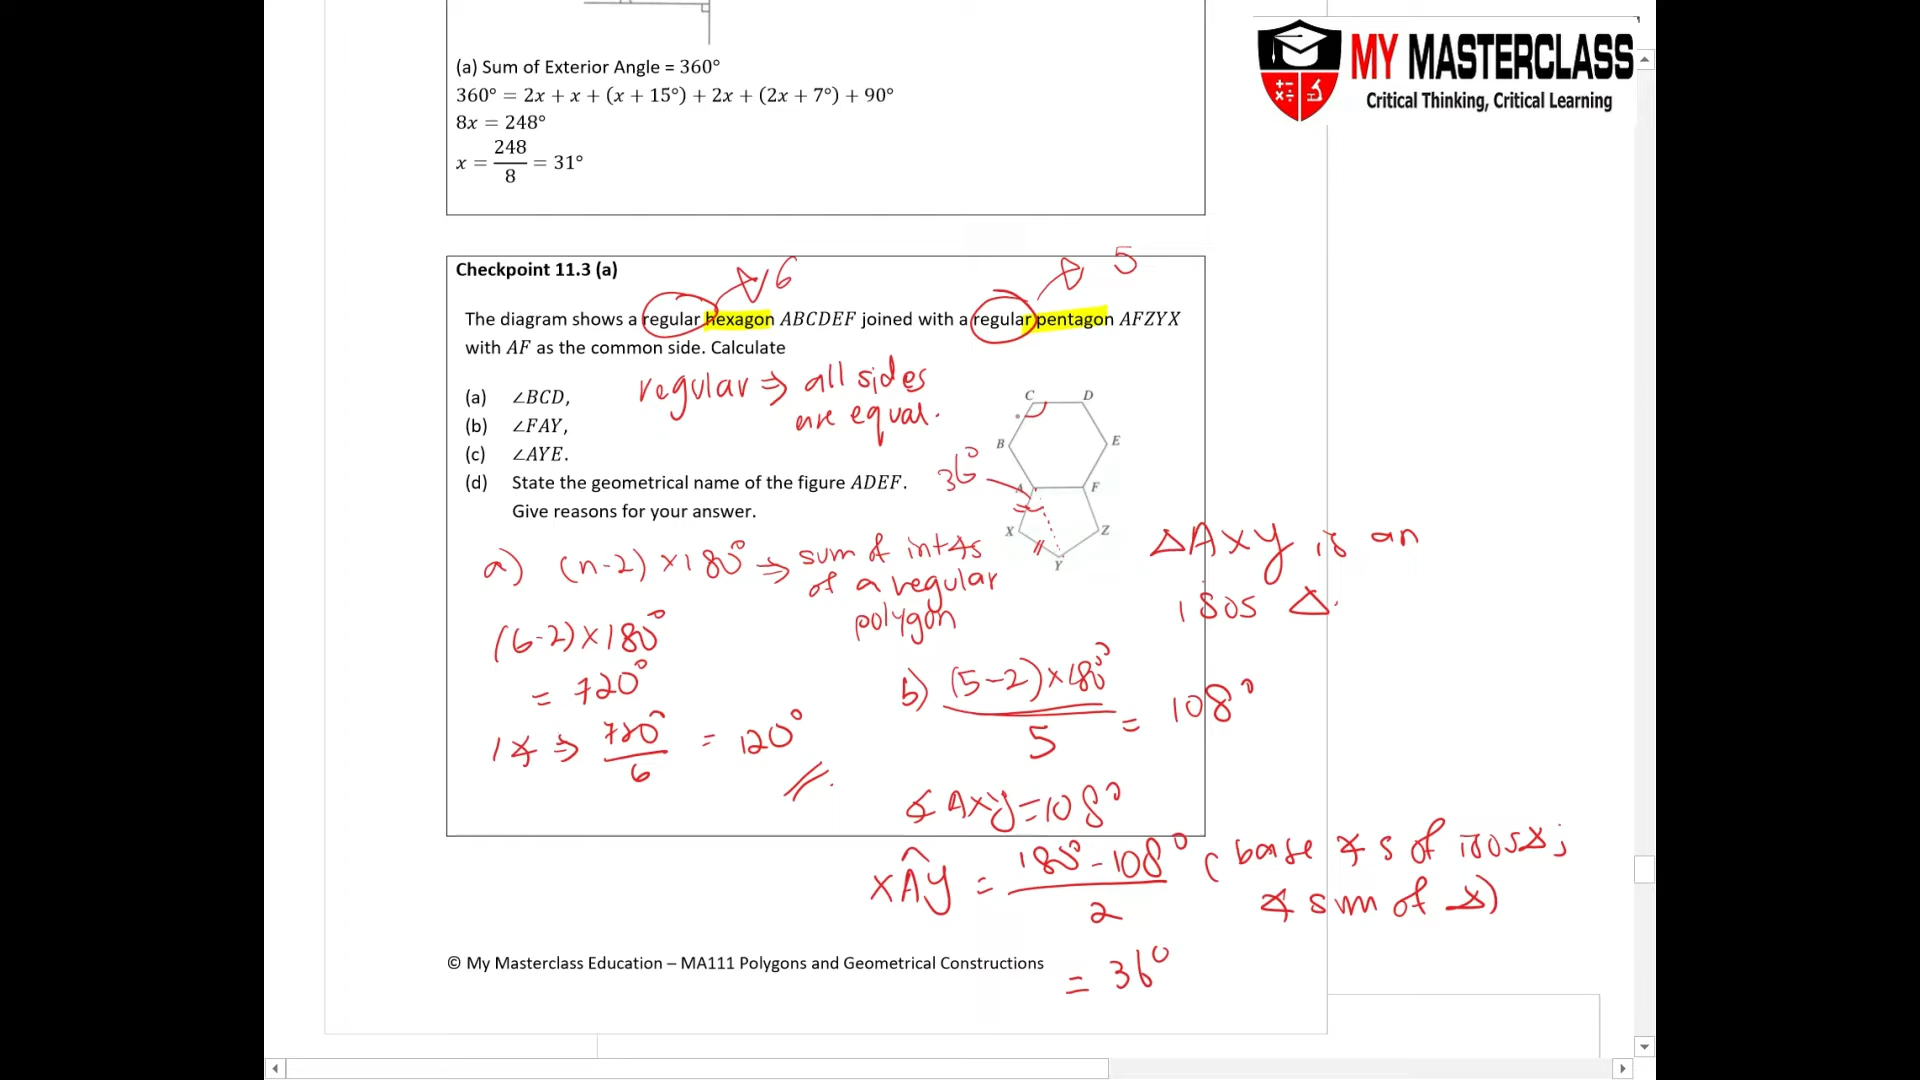 MY MASTERCLASS
Critical Thinking, Critical Learning
(a) Sum of Exterior Angle = 360°
360° = 2x + x + (x + 15°) + 2x + (2x + 7°) + 90°
8x = 248°
x = 248/8 = 31°
Checkpoint 11.3 (a)
6
5
The diagram shows a regular hexagon ABCDEF joined with a regular pentagon AFZYX
with AF as the common side. Calculate
(a) ∠BCD,
(b) ∠FAY,
(c) ∠AYE.
(d) State the geometrical name of the figure ADEF.
Give reasons for your answer.
regular ⇒ all sides
are equal.
C D
B E
36°
A F
X Z
Y
△AXY is an
isos △.
a) (n-2) ×180° ⇒ sum of int ∠s
of a regular
polygon
(6-2)×180°
= 720°
1∠ ⇒ 720°/6 = 120°
b) (5-2)×180°/5 = 108°
∠AXY=108°
XÂY = 180°-108°/2 (base ∠s of isos△;
∠ sum of △)
= 36°
© My Masterclass Education – MA111 Polygons and Geometrical Constructions